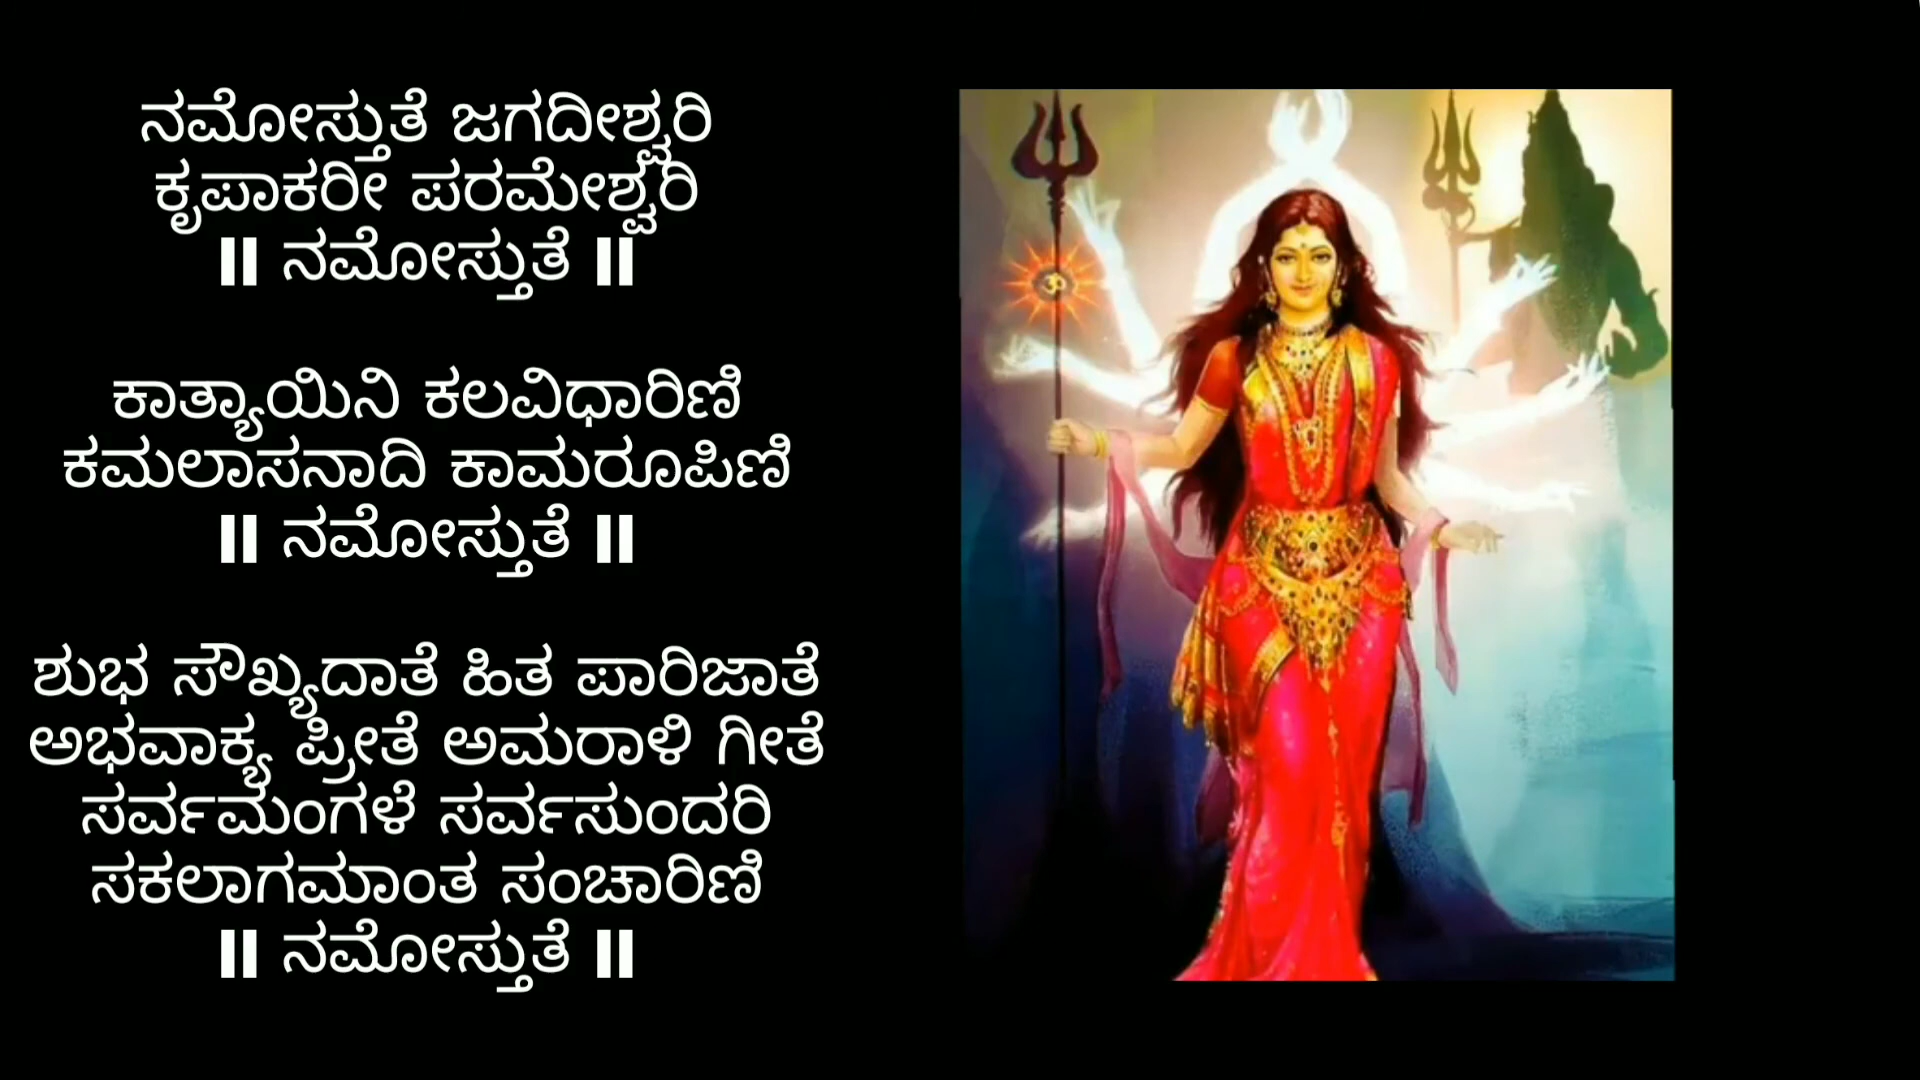 ನಮೋಸ್ತುತೆ ಜಗದೀಶ್ವರಿ
ಕೃಪಾಕರೀ ಪರಮೇಶ್ವರಿ
॥ ನಮೋಸ್ತುತೆ ॥
ಕಾತ್ಯಾಯಿನಿ ಕಲವಿಧಾರಿಣಿ
ಕಮಲಾಸನಾದಿ ಕಾಮರೂಪಿಣಿ
॥ ನಮೋಸ್ತುತೆ ॥
ಶುಭ ಸೌಖ್ಯದಾತೆ ಹಿತ ಪಾರಿಜಾತೆ
ಅಭವಾಕ್ಯ ಪ್ರೀತೆ ಅಮರಾಳಿ ಗೀತೆ
ಸರ್ವಮಂಗಳೆ ಸರ್ವಸುಂದರಿ
ಸಕಲಾಗಮಾಂತ ಸಂಚಾರಿಣಿ
॥ ನಮೋಸ್ತುತೆ ॥
ॐ